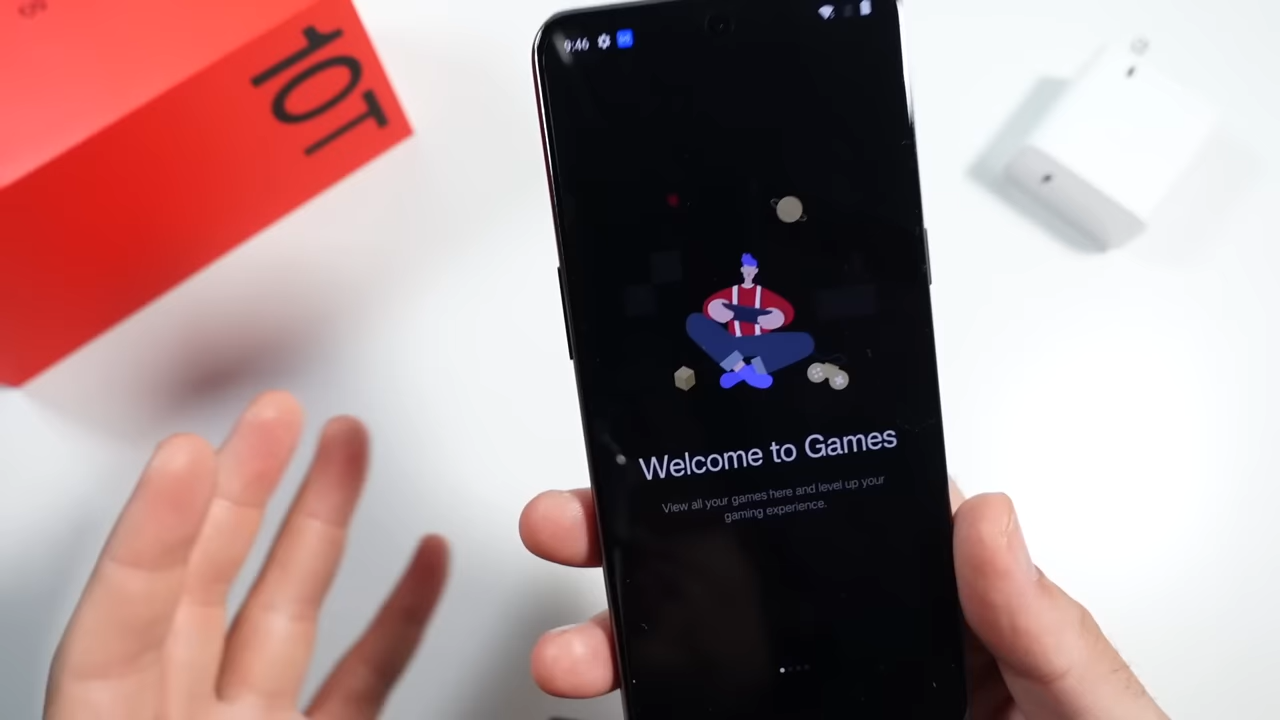 10T
9:46
Welcome to Games
View all your games here and level up your
gaming experience.